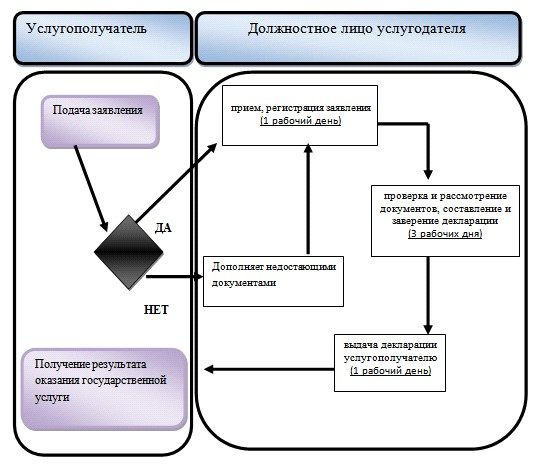 Услугополучатель
Должностное лицо услугодателя
Подача заявления
прием, регистрация заявления
(1 рабочий день)
проверка и рассмотрение
документов, составление и
заверение декларации
(3 рабочих дня)
ДА
Дополняет недостающими
документами
НЕТ
выдача декларации
услугополучателю
(1 рабочий день)
Получение результата
оказания государственной
услуги